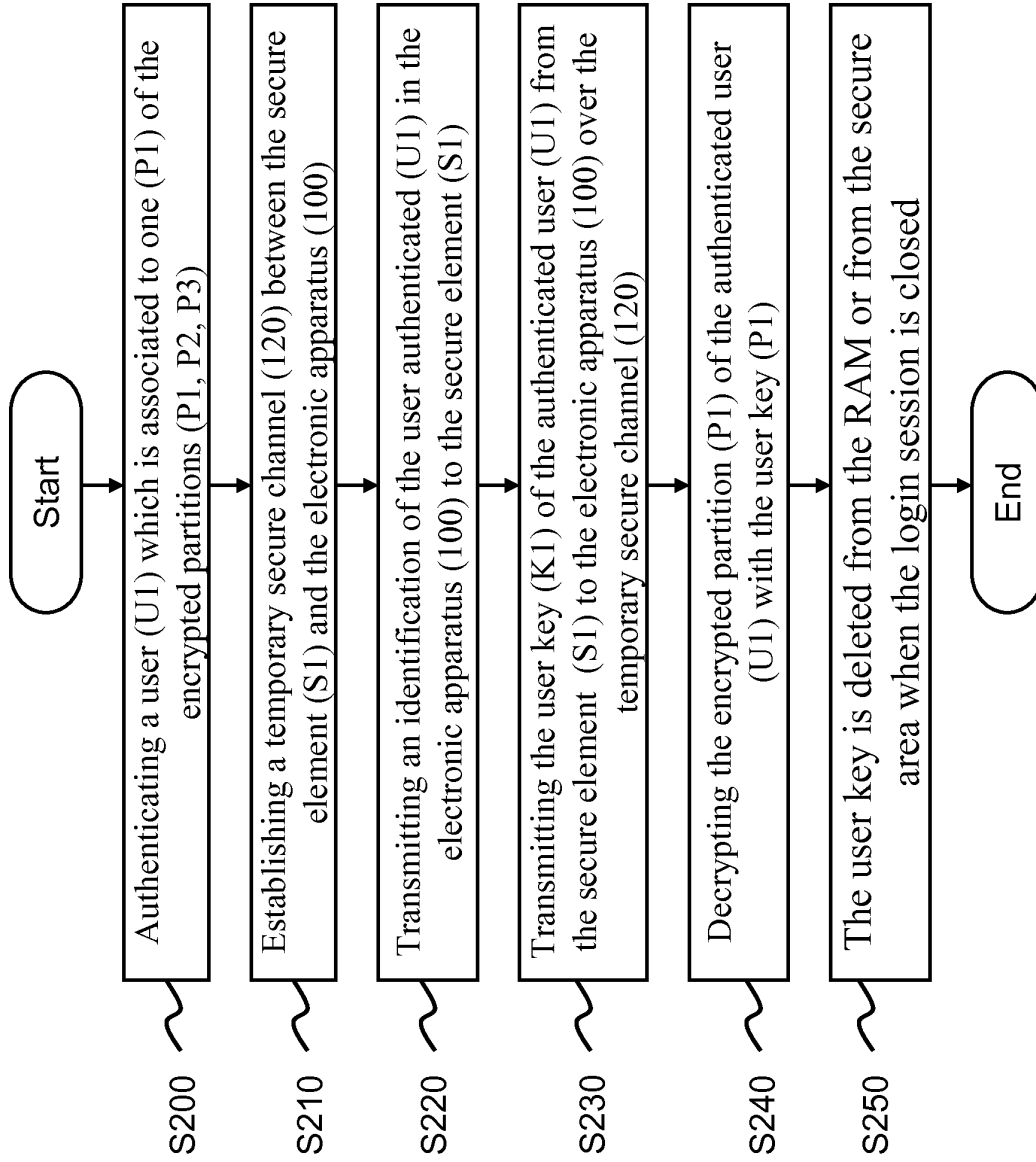 Start
S200
Authenticating a user (U1) which is associated to one (P1) of the
encrypted partitions (P1, P2, P3)
S210
Establishing a temporary secure channel (120) between the secure
element (S1) and the electronic apparatus (100)
S220
Transmitting an identification of the user authenticated (U1) in the
electronic apparatus (100) to the secure element (S1)
S230
Transmitting the user key (K1) of the authenticated user (U1) from
the secure element (S1) to the electronic apparatus (100) over the
temporary secure channel (120)
S240
Decrypting the encrypted partition (P1) of the authenticated user
(U1) with the user key (P1)
S250
The user key is deleted from the RAM or from the secure
area when the login session is closed
End